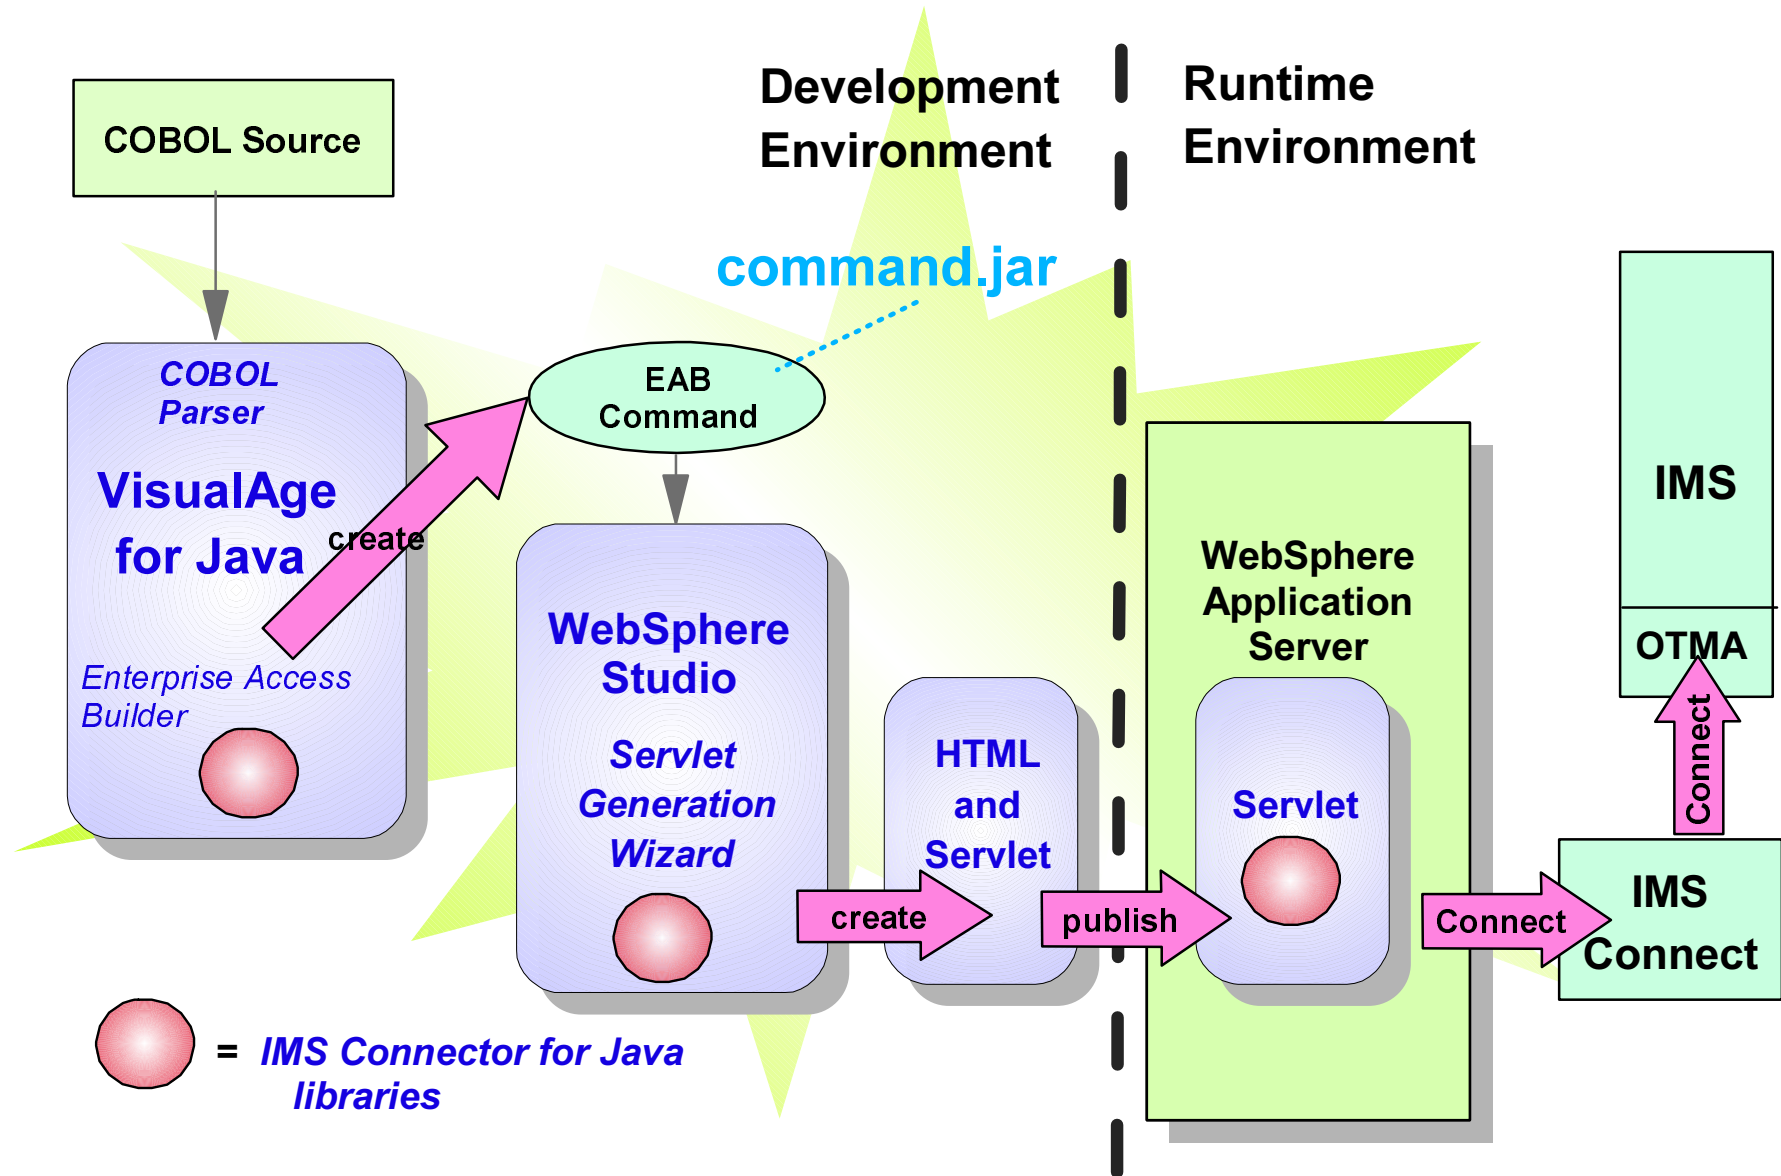 Development
Environment
Runtime
Environment
COBOL Source
command.jar
COBOL
Parser
VisualAge
for Java
create
Enterprise Access
Builder
EAB
Command
WebSphere
Studio
Servlet
Generation
Wizard
create
HTML
and
Servlet
publish
WebSphere
Application
Server
Servlet
Connect
IMS
OTMA
Connect
IMS
Connect
= IMS Connector for Java
libraries